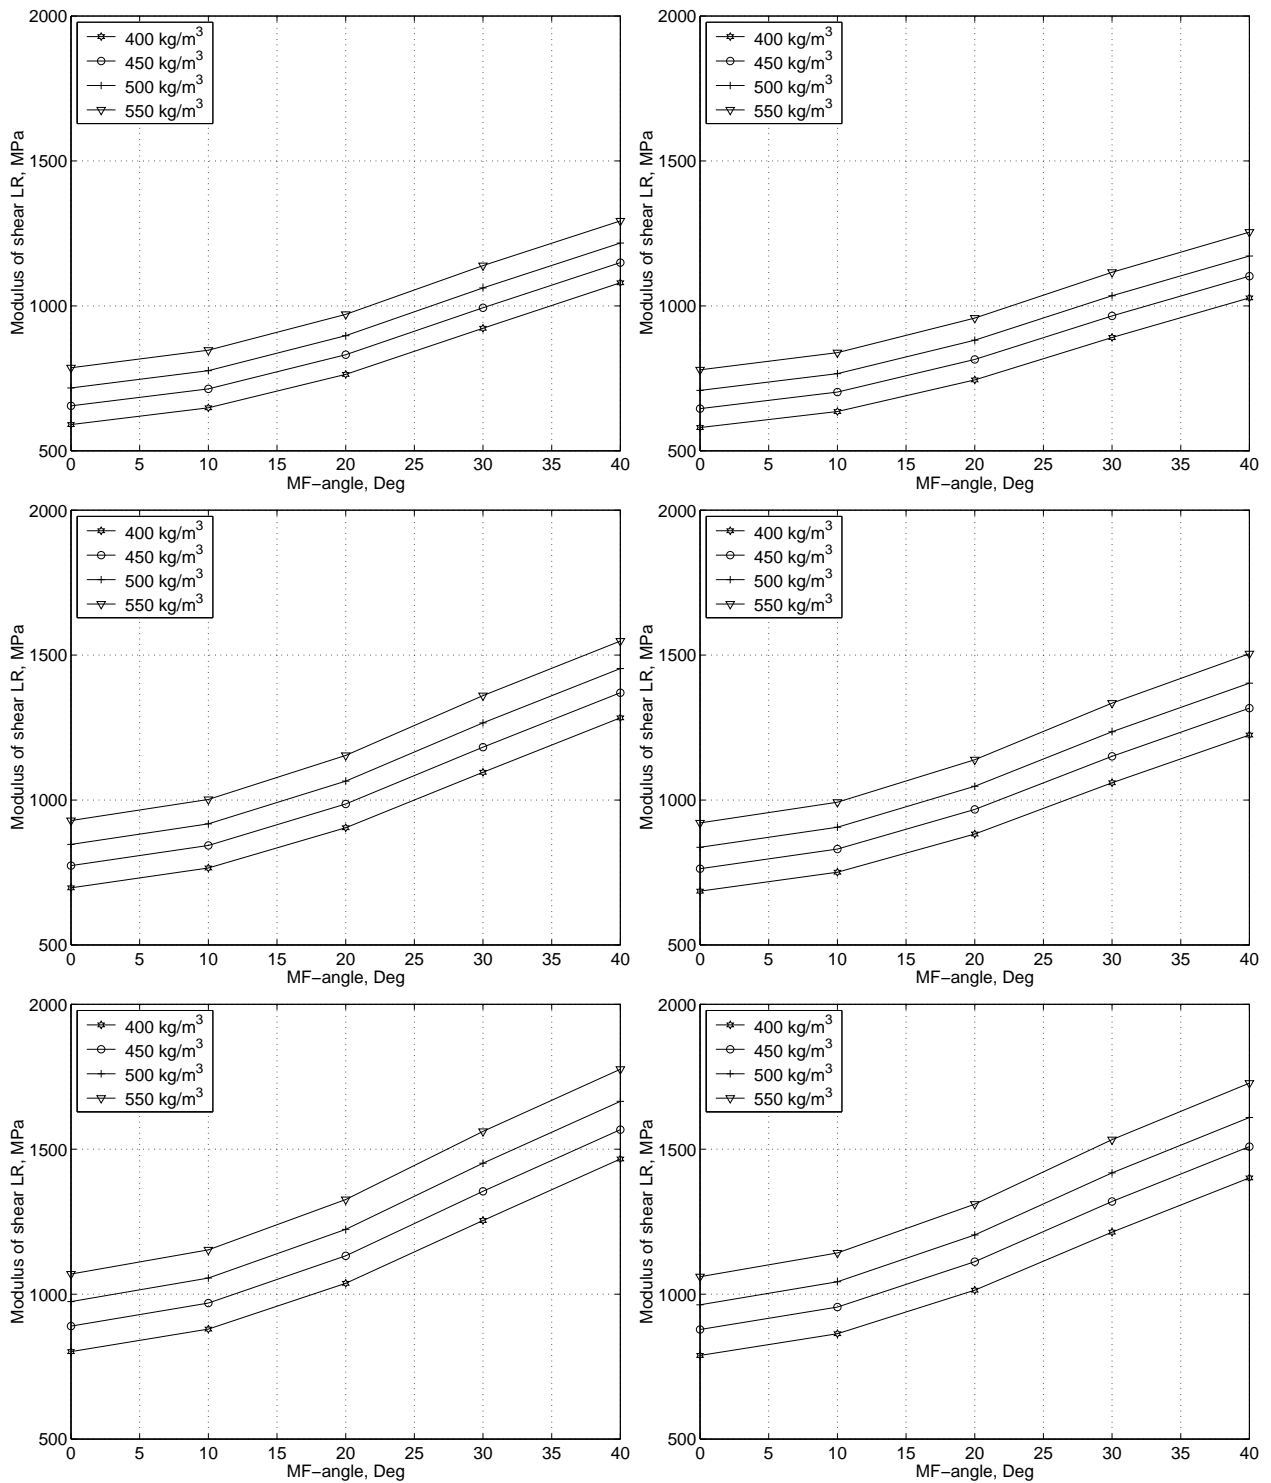 2000
400 kg/m³
450 kg/m³
500 kg/m³
550 kg/m³
1500
1000
500
Modulus of shear LR, MPa
0 5 10 15 20 25 30 35 40
MF−angle, Deg
2000
400 kg/m³
450 kg/m³
500 kg/m³
550 kg/m³
1500
1000
500
Modulus of shear LR, MPa
0 5 10 15 20 25 30 35 40
MF−angle, Deg
2000
400 kg/m³
450 kg/m³
500 kg/m³
550 kg/m³
1500
1000
500
Modulus of shear LR, MPa
0 5 10 15 20 25 30 35 40
MF−angle, Deg
2000
400 kg/m³
450 kg/m³
500 kg/m³
550 kg/m³
1500
1000
500
Modulus of shear LR, MPa
0 5 10 15 20 25 30 35 40
MF−angle, Deg
2000
400 kg/m³
450 kg/m³
500 kg/m³
550 kg/m³
1500
1000
500
Modulus of shear LR, MPa
0 5 10 15 20 25 30 35 40
MF−angle, Deg
2000
400 kg/m³
450 kg/m³
500 kg/m³
550 kg/m³
1500
1000
500
Modulus of shear LR, MPa
0 5 10 15 20 25 30 35 40
MF−angle, Deg